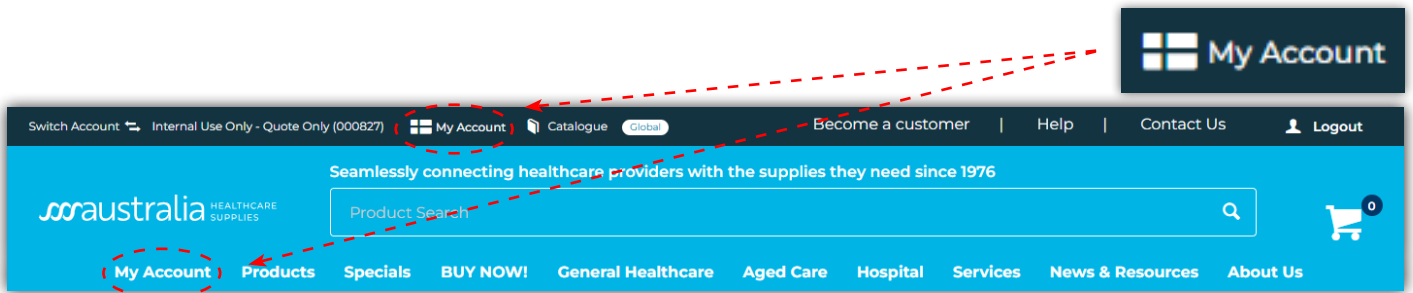 My Account
Switch Account Internal Use Only - Quote Only (000827) My Account Catalogue Global Become a customer | Help | Contact Us Logout
Seamlessly connecting healthcare providers with the supplies they need since 1976
australia HEALTHCARE SUPPLIES
Product Search
0
My Account Products Specials BUY NOW! General Healthcare Aged Care Hospital Services News & Resources About Us